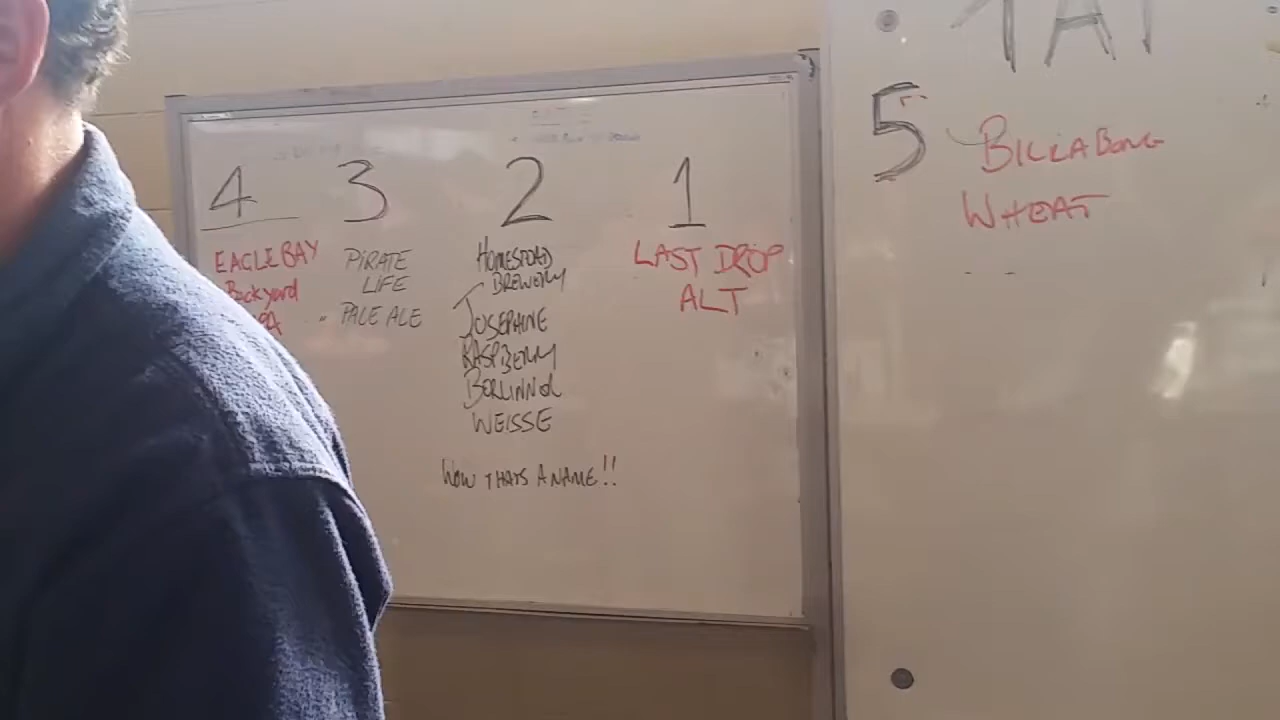 4
EAGLE BAY
Backyard
3
PIRATE
LIFE
PALE ALE
2
HOMESTEAD
BREWERY
JOSEPHINE
RASPBERRY
BERLINNER
WEISSE
WOW THATS A NAME!!
1
LAST DROP
ALT
5
BILLABONG
WHEAT